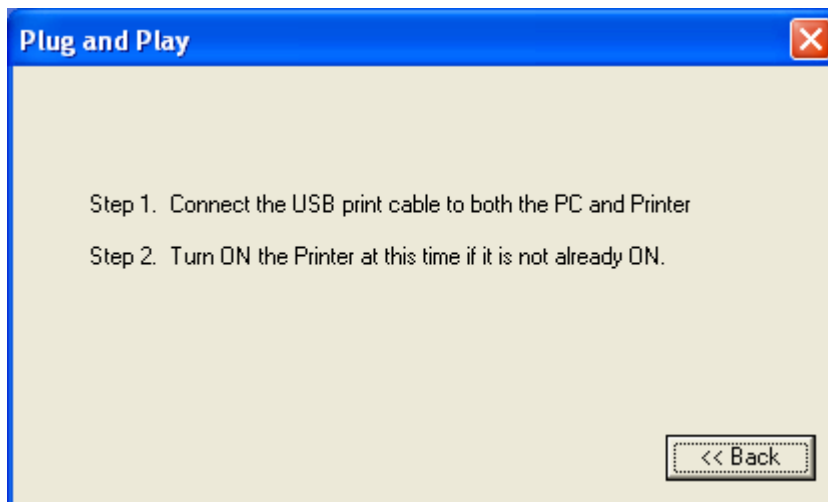 Plug and Play
Step 1. Connect the USB print cable to both the PC and Printer
Step 2. Turn ON the Printer at this time if it is not already ON.
<< Back